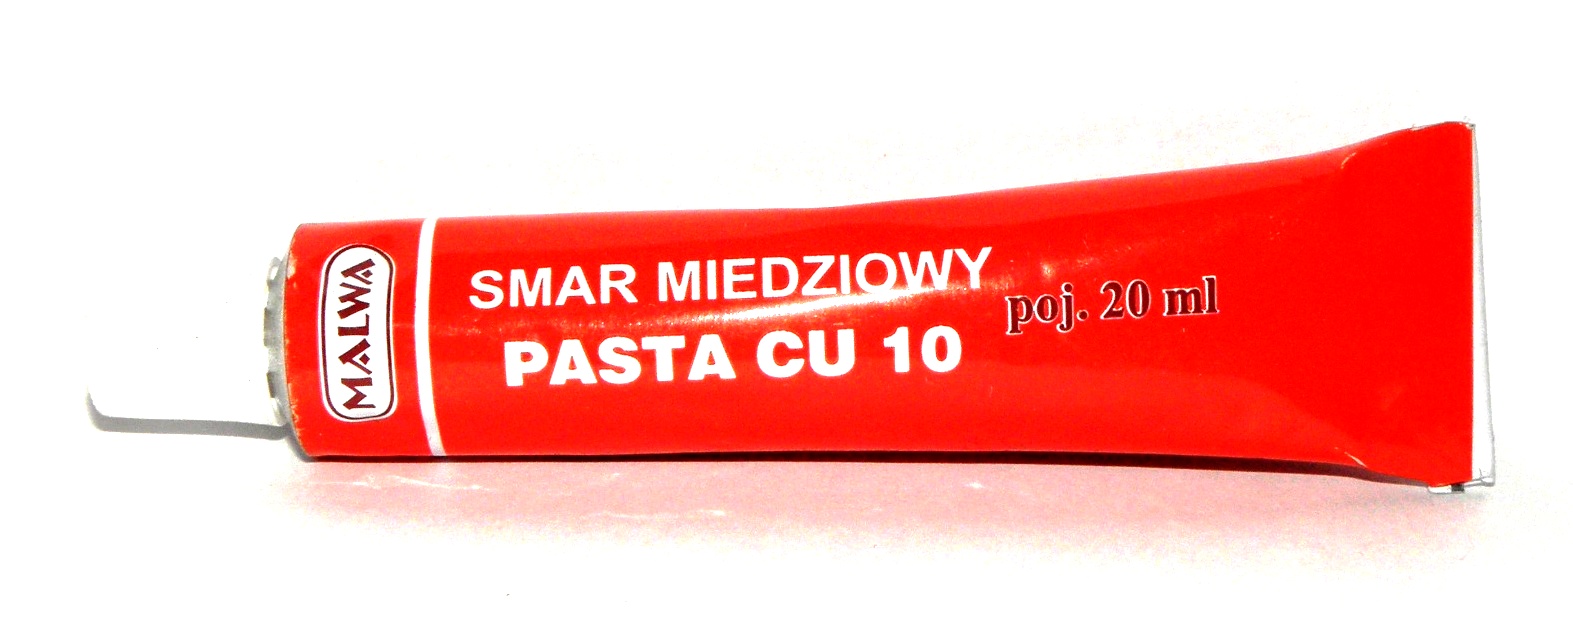 MALWA
SMAR MIEDZIOWY
PASTA CU 10
poj. 20 ml